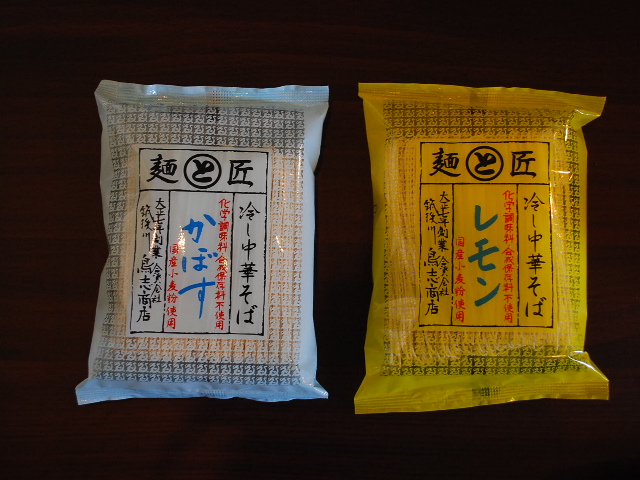 麺 と 匠
冷し中華そば
化学調味料 合成保存料不使用
かぼす
国産小麦粉使用
大正七年創業 合資会社
筑後川 鳥志商店
麺 と 匠
冷し中華そば
化学調味料 合成保存料不使用
レモン
国産小麦粉使用
大正七年創業 合資会社
筑後川 鳥志商店